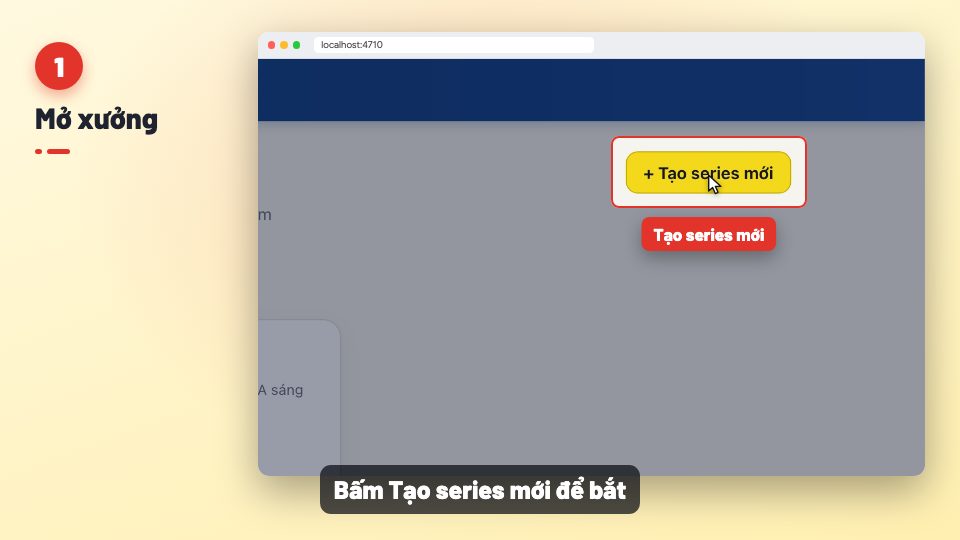 1
Mở xưởng
localhost:4710
+ Tạo series mới
Tạo series mới
m
A sáng
Bấm Tạo series mới để bắt